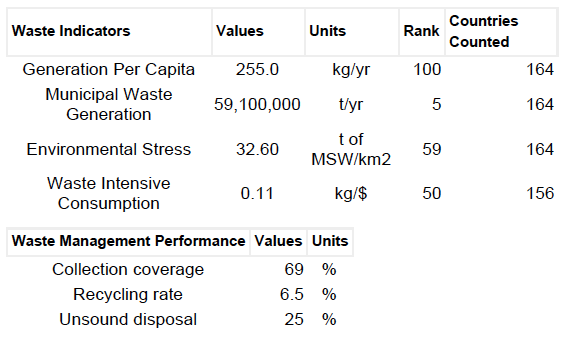 Waste Indicators Values Units Rank Countries Counted
Generation Per Capita 255.0 kg/yr 100 164
Municipal Waste Generation 59,100,000 t/yr 5 164
Environmental Stress 32.60 t of MSW/km2 59 164
Waste Intensive Consumption 0.11 kg/$ 50 156
Waste Management Performance Values Units
Collection coverage 69 %
Recycling rate 6.5 %
Unsound disposal 25 %